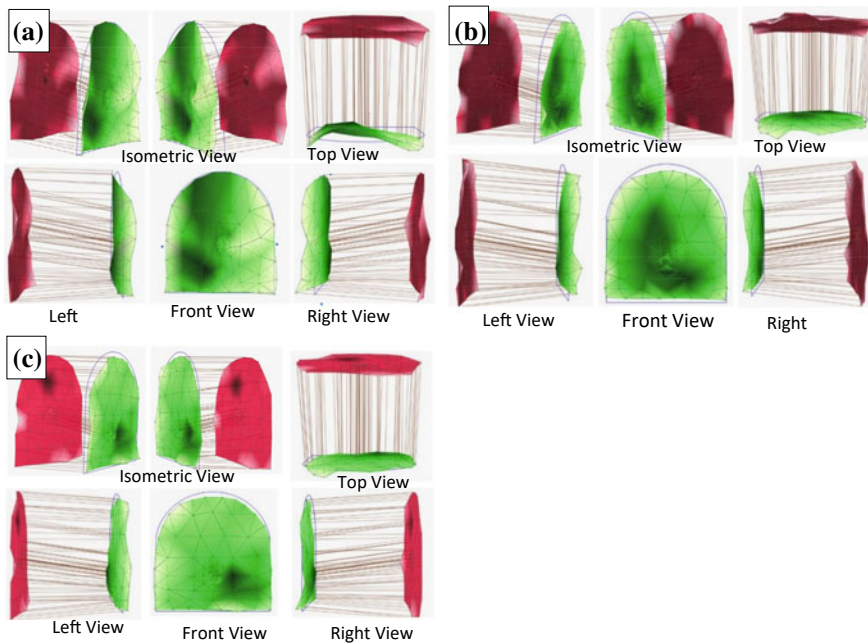 (a)
Isometric View
Top View
Left
Front View
Right View
(b)
Isometric View
Top View
Left View
Front View
Right
(c)
Isometric View
Top View
Left View
Front View
Right View